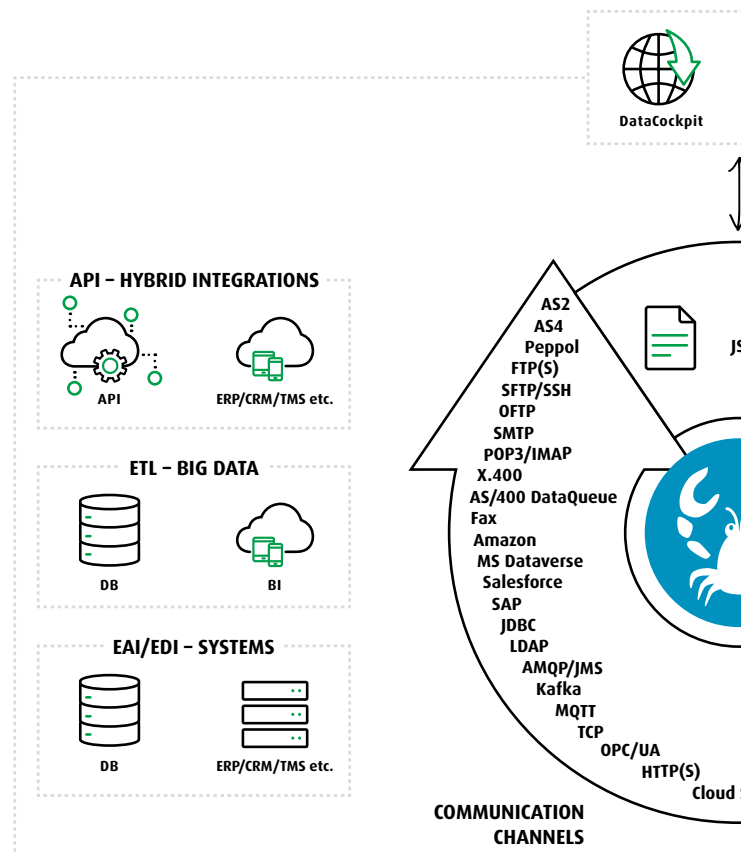 DataCockpit
API – HYBRID INTEGRATIONS
API
ERP/CRM/TMS etc.
ETL – BIG DATA
DB
BI
EAI/EDI – SYSTEMS
DB
ERP/CRM/TMS etc.
AS2
AS4
Peppol
FTP(S)
SFTP/SSH
OFTP
SMTP
POP3/IMAP
X.400
AS/400 DataQueue
Fax
Amazon
MS Dataverse
Salesforce
SAP
JDBC
LDAP
AMQP/JMS
Kafka
MQTT
TCP
OPC/UA
HTTP(S)
Cloud
COMMUNICATION
CHANNELS